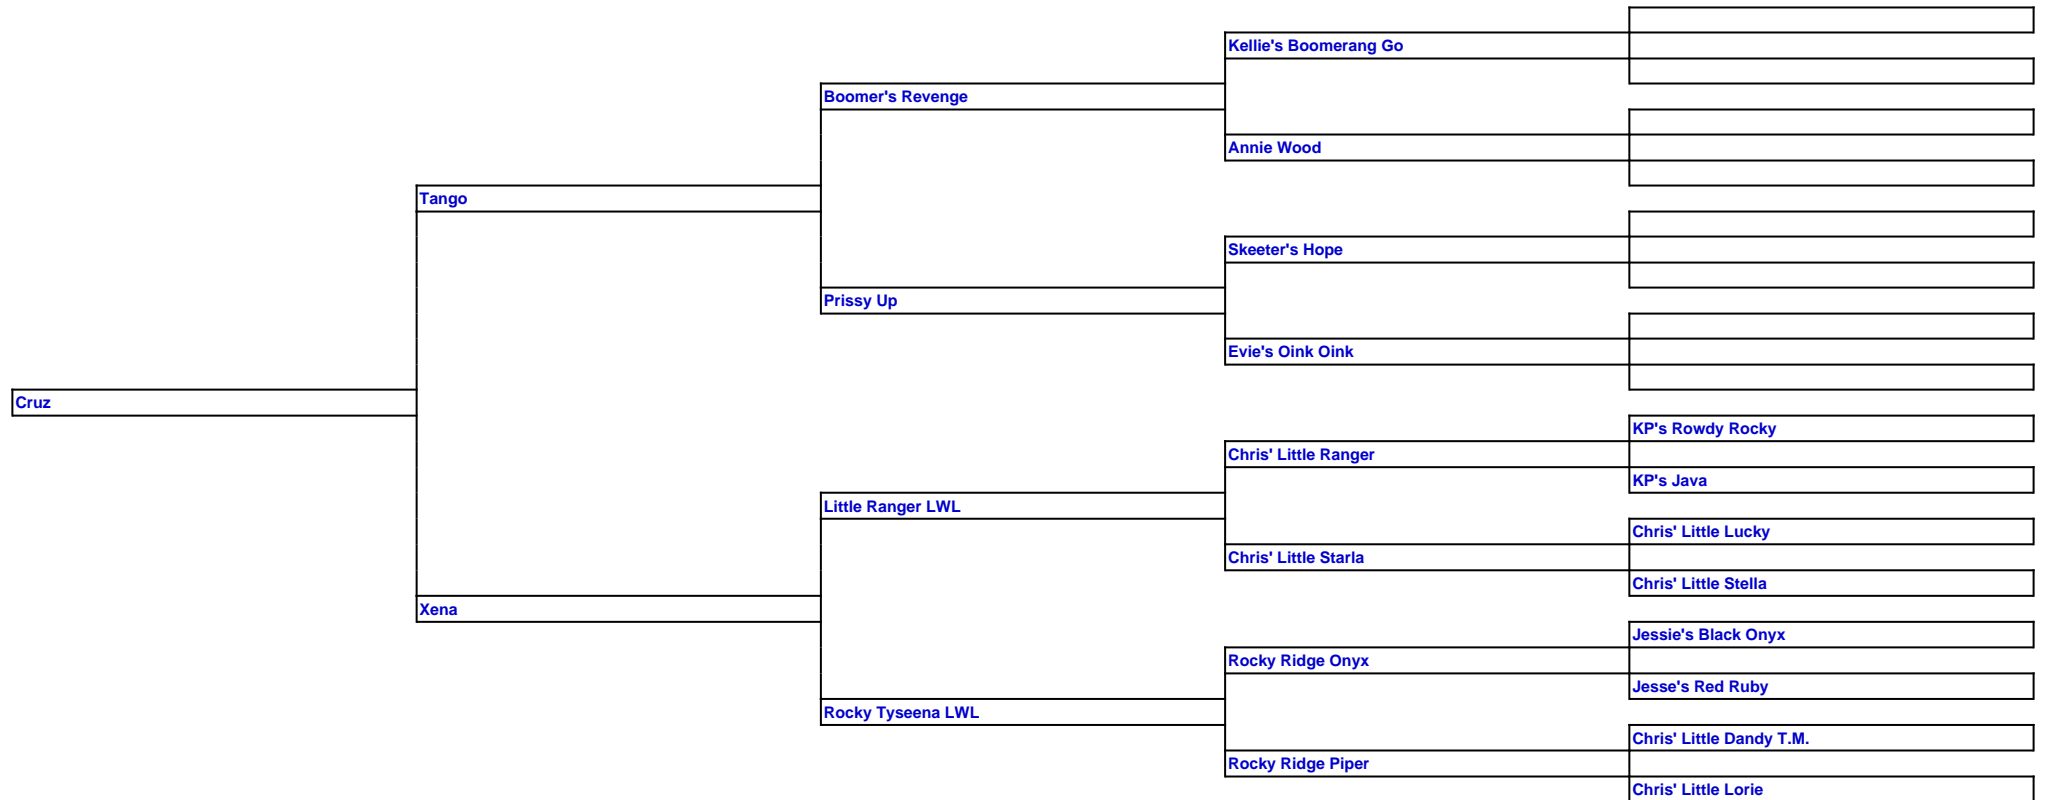 Kellie's Boomerang Go
Boomer's Revenge
Annie Wood
Tango
Skeeter's Hope
Prissy Up
Evie's Oink Oink
Cruz
KP's Rowdy Rocky
Chris' Little Ranger
KP's Java
Little Ranger LWL
Chris' Little Lucky
Chris' Little Starla
Chris' Little Stella
Xena
Jessie's Black Onyx
Rocky Ridge Onyx
Jesse's Red Ruby
Rocky Tyseena LWL
Chris' Little Dandy T.M.
Rocky Ridge Piper
Chris' Little Lorie